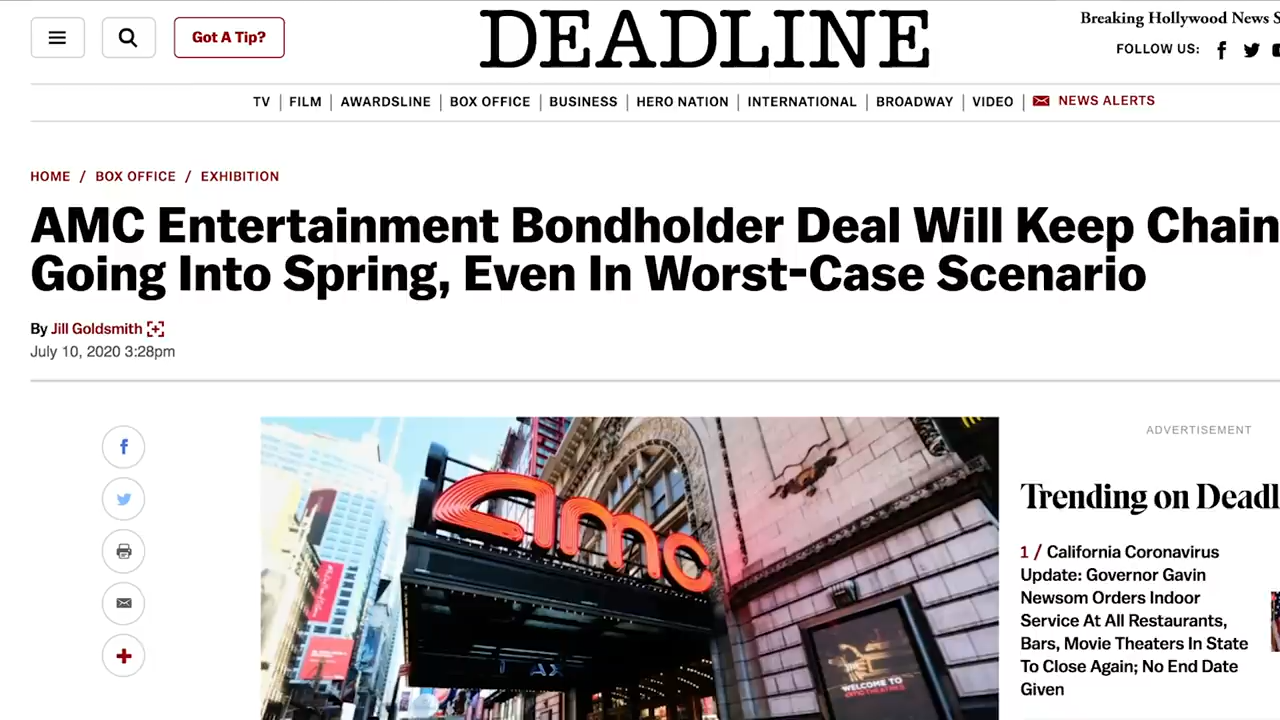 Got A Tip?
DEADLINE
Breaking Hollywood News S
FOLLOW US:
TV | FILM | AWARDSLINE | BOX OFFICE | BUSINESS | HERO NATION | INTERNATIONAL | BROADWAY | VIDEO | NEWS ALERTS
HOME / BOX OFFICE / EXHIBITION
AMC Entertainment Bondholder Deal Will Keep Chain
Going Into Spring, Even In Worst-Case Scenario
By Jill Goldsmith [+]
July 10, 2020 3:28pm
amc
WELCOME TO
amc THEATRES
ADVERTISEMENT
Trending on Deadl
1 / California Coronavirus
Update: Governor Gavin
Newsom Orders Indoor
Service At All Restaurants,
Bars, Movie Theaters In State
To Close Again; No End Date
Given